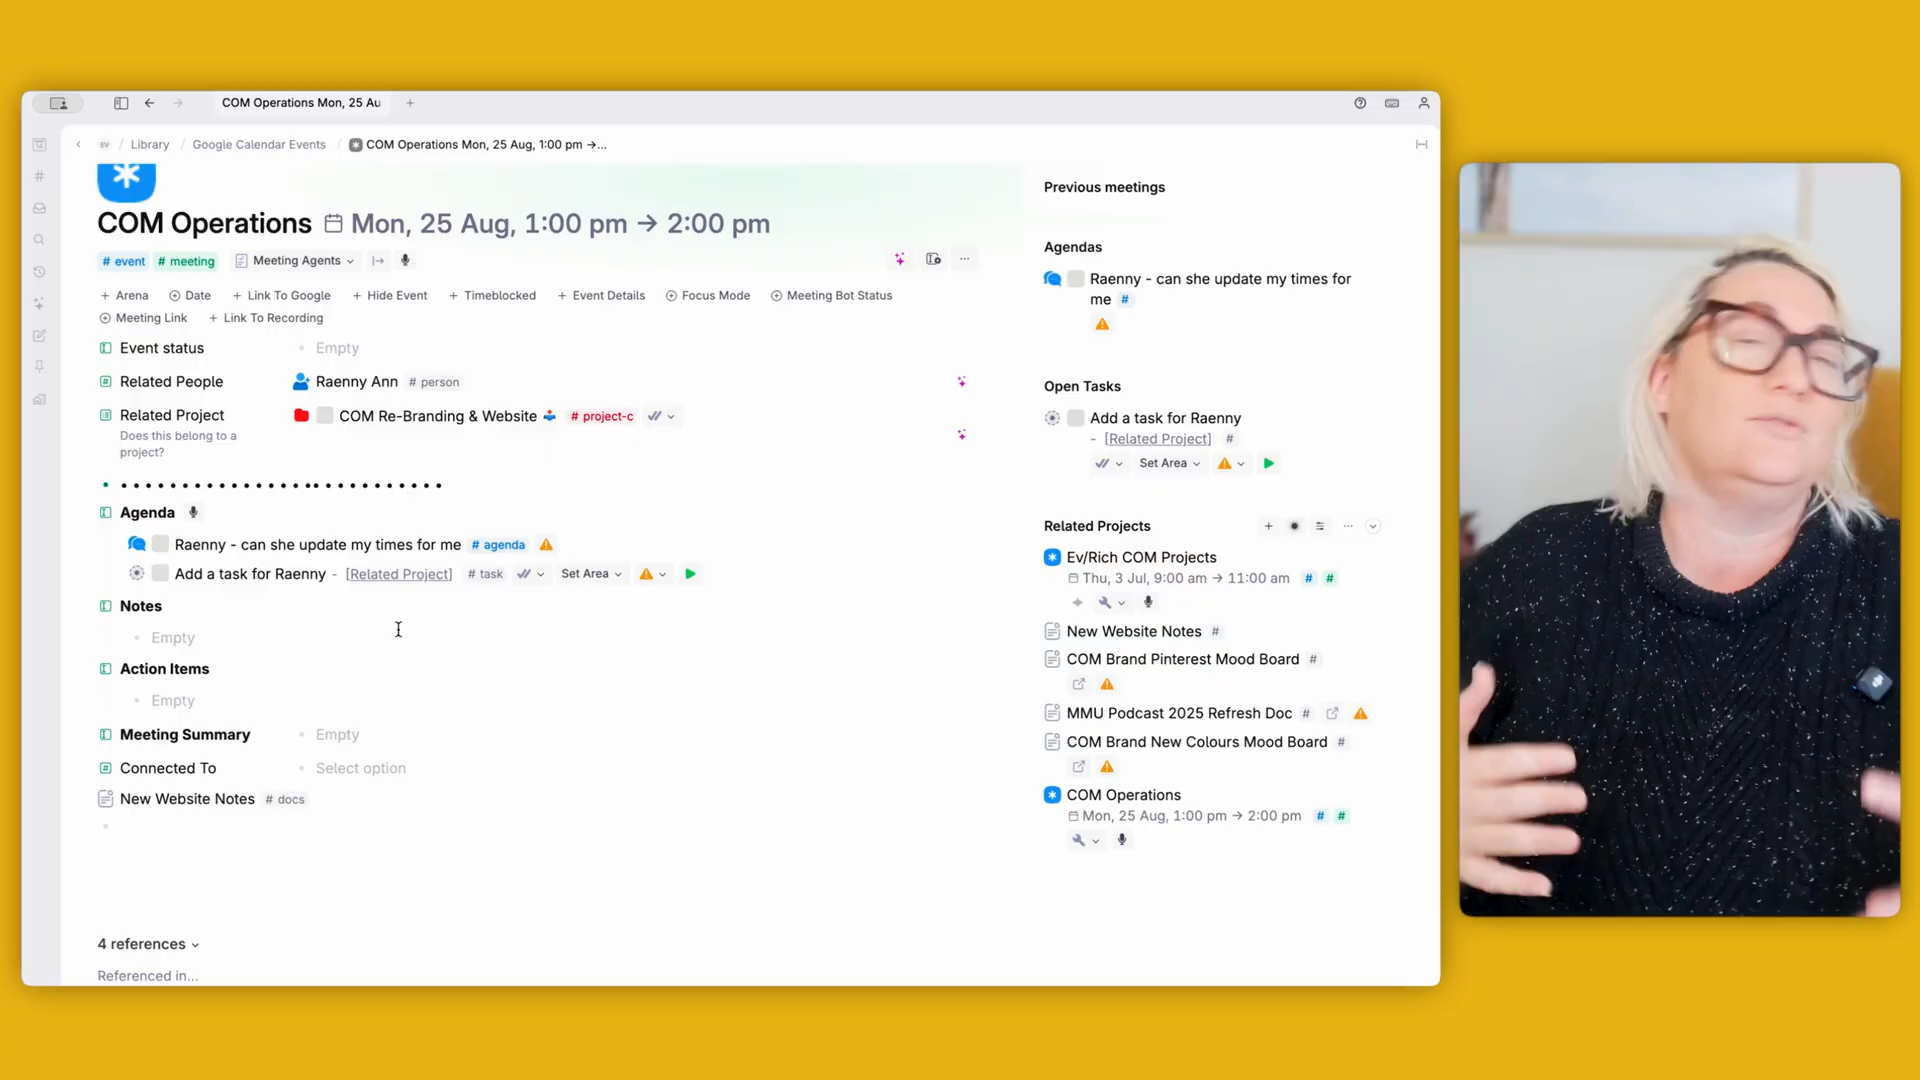 COM Operations Mon, 25 Au
EV / Library / Google Calendar Events / COM Operations Mon, 25 Aug, 1:00 pm →...
COM Operations Mon, 25 Aug, 1:00 pm → 2:00 pm
# event # meeting Meeting Agents
+ Arena Date + Link To Google + Hide Event + Timeblocked + Event Details Focus Mode Meeting Bot Status
Meeting Link + Link To Recording
Event status Empty
Related People Raenny Ann # person
Related Project COM Re-Branding & Website # project-c
Does this belong to a
project?
Agenda
Raenny - can she update my times for me # agenda
Add a task for Raenny - [Related Project] # task Set Area
Notes
Empty
Action Items
Empty
Meeting Summary Empty
Connected To Select option
New Website Notes # docs
4 references
Referenced in...
Previous meetings
Agendas
Raenny - can she update my times for
me #
Open Tasks
Add a task for Raenny
- [Related Project] #
Set Area
Related Projects
Ev/Rich COM Projects
Thu, 3 Jul, 9:00 am → 11:00 am # #
New Website Notes #
COM Brand Pinterest Mood Board #
MMU Podcast 2025 Refresh Doc #
COM Brand New Colours Mood Board #
COM Operations
Mon, 25 Aug, 1:00 pm → 2:00 pm # #